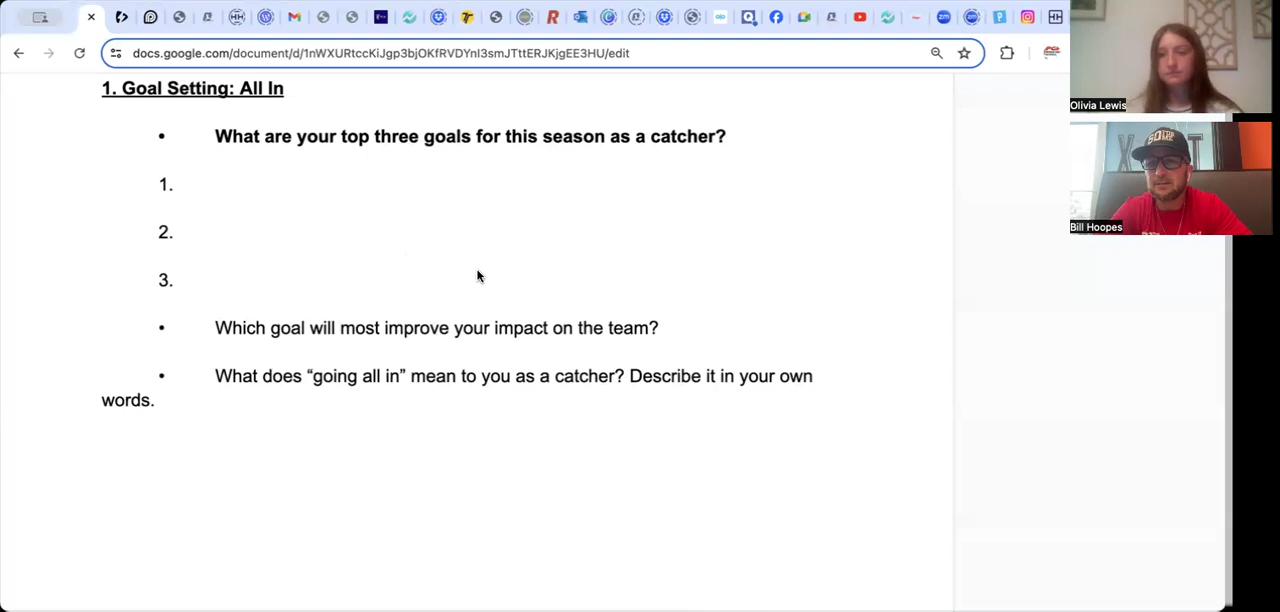 docs.google.com/document/d/1nWXURtccKiJgp3bjOKfRVDYnI3smJTttERJKjgEE3HU/edit
1. Goal Setting: All In
• What are your top three goals for this season as a catcher?
1.
2.
3.
• Which goal will most improve your impact on the team?
• What does “going all in” mean to you as a catcher? Describe it in your own
words.
Olivia Lewis
Bill Hoopes